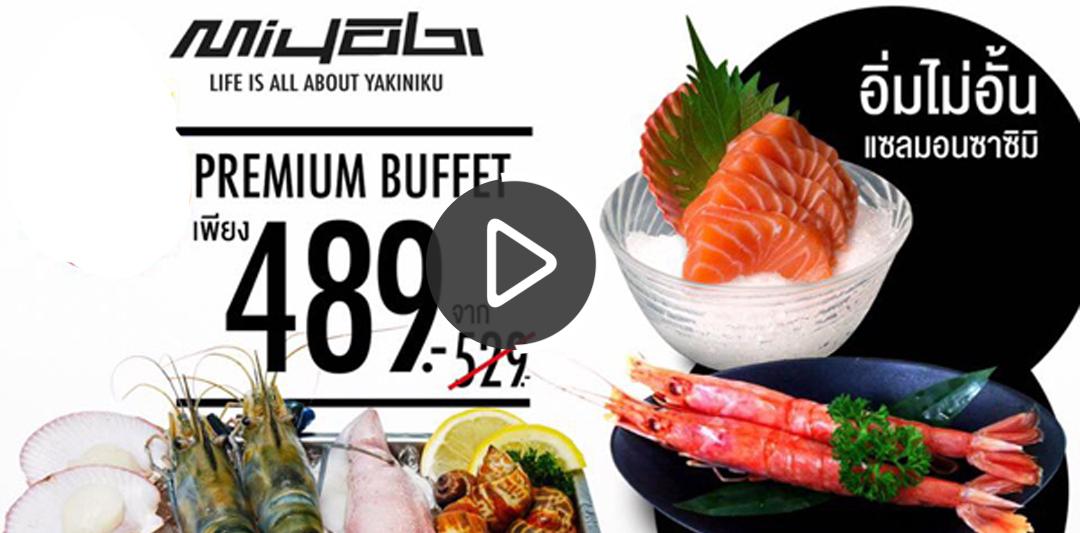 Miyabi
LIFE IS ALL ABOUT YAKINIKU
PREMIUM BUFFET
เพียง
489.-
จาก
529.-
อิ่มไม่อั้น
แซลมอนซาซิมิ